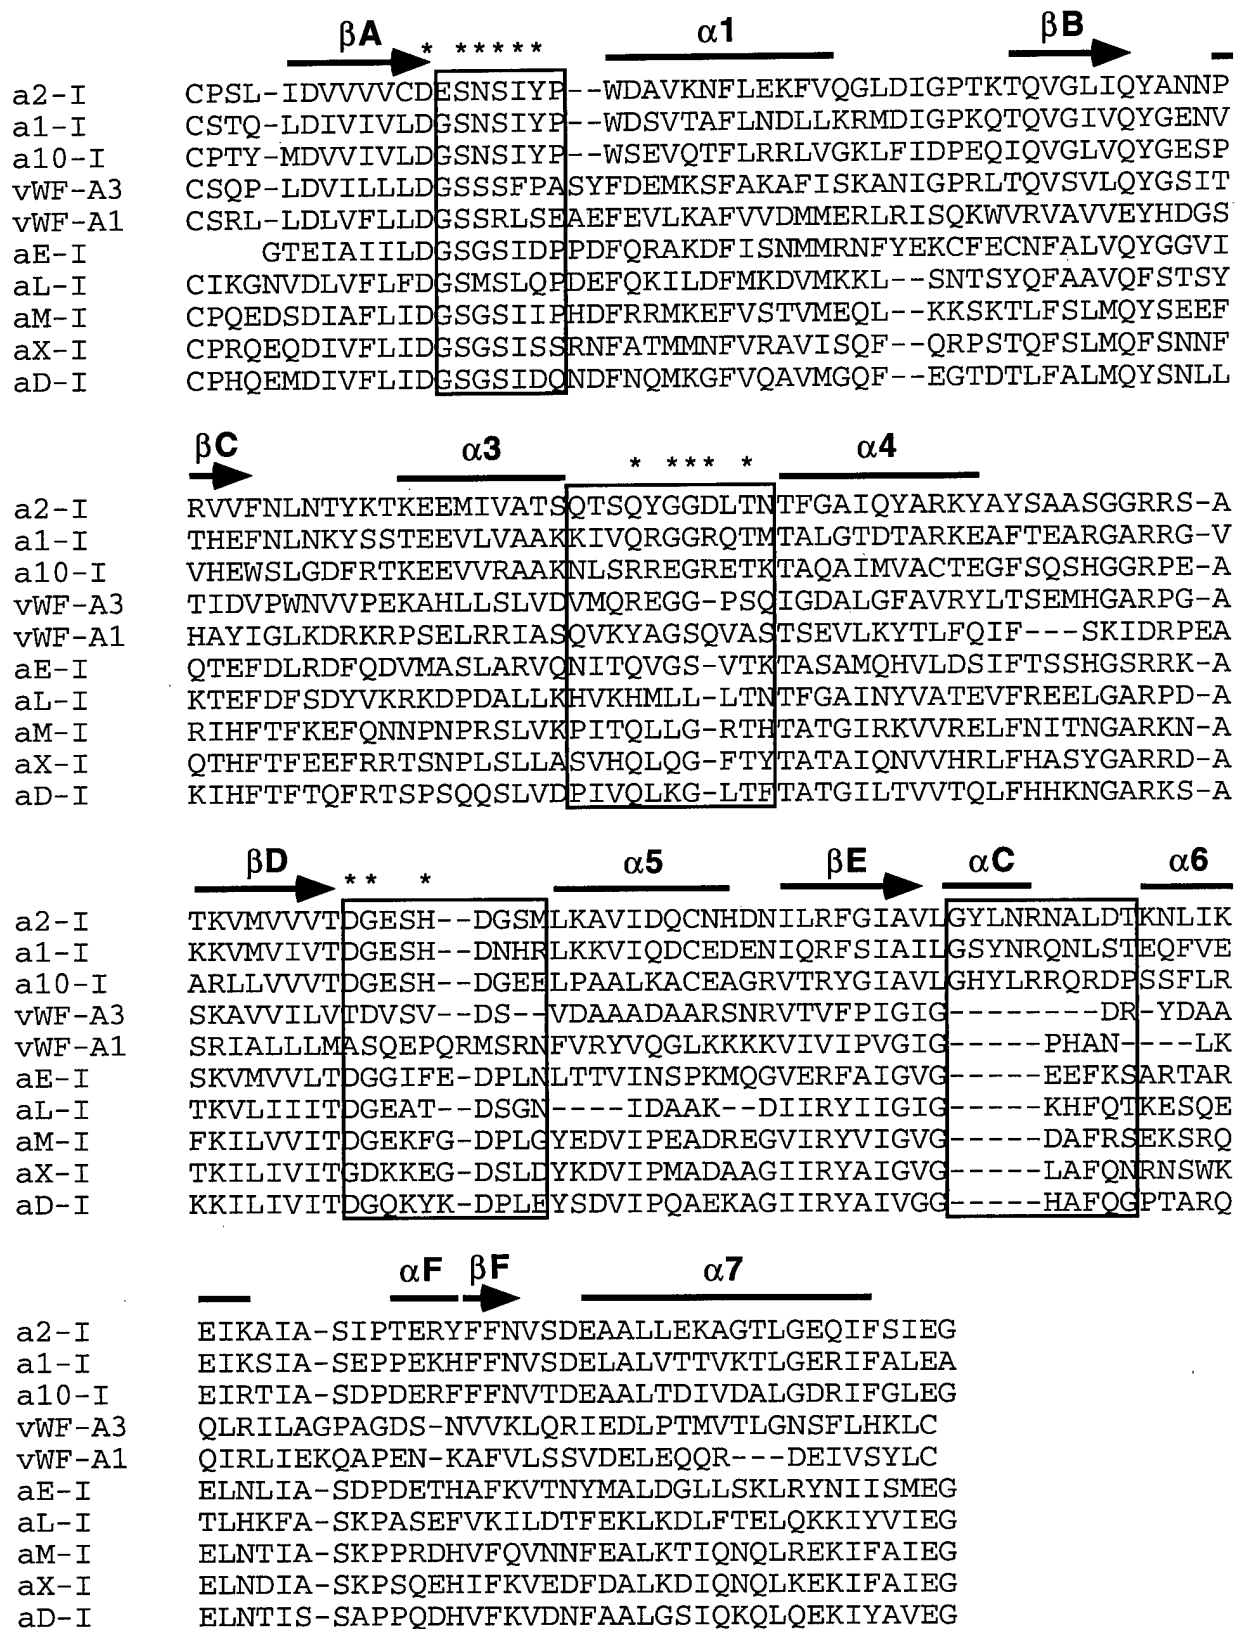 βA * ***** α1 βB
a2-I CPSL-IDVVVVCDESNSIYP--WDAVKNFLEKFVQGLDIGPTKTQVGLIQYANNP
a1-I CSTQ-LDIVIVLDGSNSIYP--WDSVTAFLNDLLKRMDIGPKQTQVGIVQYGENV
a10-I CPTY-MDVVIVLDGSNSIYP--WSEVQTFLRRLVGKLFIDPEQIQVGLVQYGESP
vWF-A3 CSQP-LDVILLLDGSSSFPASYFDEMKSFAKAFISKANIGPRLTQVSVLQYGSIT
vWF-A1 CSRL-LDLVFLLDGSSRLSEAEFEVLKAFVVDMMERLRISQKWVRVAVVEYHDGS
aE-I GTEIAIILDGSGSIDPPDFQRAKDFISNMMRNFYEKCFECNFALVQYGGVI
aL-I CIKGNVDLVFLFDGSMSLQPDEFQKILDFMKDVMKKL--SNTSYQFAAVQFSTSY
aM-I CPQEDSDIAFLIDGSGSIIPHDFRRMKEFVSTVMEQL--KKSKTLFSLMQYSEEF
aX-I CPRQEQDIVFLIDGSGSISSRNFATMMNFVRAVISQF--QRPSTQFSLMQFSNNF
aD-I CPHQEMDIVFLIDGSGSIDQNDFNQMKGFVQAVMGQF--EGTDTLFALMQYSNLL
βC α3 * *** * α4
a2-I RVVFNLNTYKTKEEMIVATSQTSQYGGDLTNTFGAIQYARKYAYSAASGGRRS-A
a1-I THEFNLNKYSSTEEVLVAAKKIVQRGGRQTMTALGTDTARKEAFTEARGARRG-V
a10-I VHEWSLGDFRTKEEVVRAAKNLSRREGRETKTAQAIMVACTEGFSQSHGGRPE-A
vWF-A3 TIDVPWNVVPEKAHLLSLVDVMQREGG-PSQIGDALGFAVRYLTSEMHGARPG-A
vWF-A1 HAYIGLKDRKRPSELRRIASQVKYAGSQVASTSEVLKYTLFQIF---SKIDRPEA
aE-I QTEFDLRDFQDVMASLARVQNITQVGS-VTKTASAMQHVLDSIFTSSHGSRRK-A
aL-I KTEFDFSDYVKRKDPDALLKHVKHMLL-LTNTFGAINYVATEVFREELGARPD-A
aM-I RIHFTFKEFQNNPNPRSLVKPITQLLG-RTHTATGIRKVVRELFNITNGARKN-A
aX-I QTHFTFEEFRRTSNPLSLLASVHQLQG-FTYTATAIQNVVHRLFHASYGARRD-A
aD-I KIHFTFTQFRTSPSQQSLVDPIVQLKG-LTFTATGILTVVTQLFHHKNGARKS-A
βD ** * α5 βE αC α6
a2-I TKVMVVVTDGESH--DGSMLKAVIDQCNHDNILRFGIAVLGYLNRNALDTKNLIK
a1-I KKVMVIVTDGESH--DNHRLKKVIQDCEDENIQRFSIAILGSYNRQNLSTEQFVE
a10-I ARLLVVVTDGESH--DGEELPAALKACEAGRVTRYGIAVLGHYLRRQRDPSSFLR
vWF-A3 SKAVVILVTDVSV--DS--VDAAADAARSNRVTVFPIGIG--------DR-YDAA
vWF-A1 SRIALLLMASQEPQRMSRNFVRYVQGLKKKKVIVIPVGIG-----PHAN----LK
aE-I SKVMVVLTDGGIFE-DPLNLTTVINSPKMQGVERFAIGVG-----EEFKSARTAR
aL-I TKVLIIITDGEAT--DSGN----IDAAK--DIIRYIIGIG-----KHFQTKESQE
aM-I FKILVVITDGEKFG-DPLGYEDVIPEADREGVIRYVIGVG-----DAFRSEKSRQ
aX-I TKILIVITGDKKEG-DSLDYKDVIPMADAAGIIRYAIGVG-----LAFQNRNSWK
aD-I KKILIVITDGQKYK-DPLEYSDVIPQAEKAGIIRYAIVGG-----HAFQGPTARQ
αF βF α7
a2-I EIKAIA-SIPTERYFFNVSDEAALLEKAGTLGEQIFSIEG
a1-I EIKSIA-SEPPEKHFFNVSDELALVTTVKTLGERIFALEA
a10-I EIRTIA-SDPDERFFFNVTDEAALTDIVDALGDRIFGLEG
vWF-A3 QLRILAGPAGDS-NVVKLQRIEDLPTMVTLGNSFLHKLC
vWF-A1 QIRLIEKQAPEN-KAFVLSSVDELEQQR---DEIVSYLC
aE-I ELNLIA-SDPDETHAFKVTNYMALDGLLSKLRYNIISMEG
aL-I TLHKFA-SKPASEFVKILDTFEKLKDLFTELQKKIYVIEG
aM-I ELNTIA-SKPPRDHVFQVNNFEALKTIQNQLREKIFAIEG
aX-I ELNDIA-SKPSQEHIFKVEDFDALKDIQNQLKEKIFAIEG
aD-I ELNTIS-SAPPQDHVFKVDNFAALGSIQKQLQEKIYAVEG